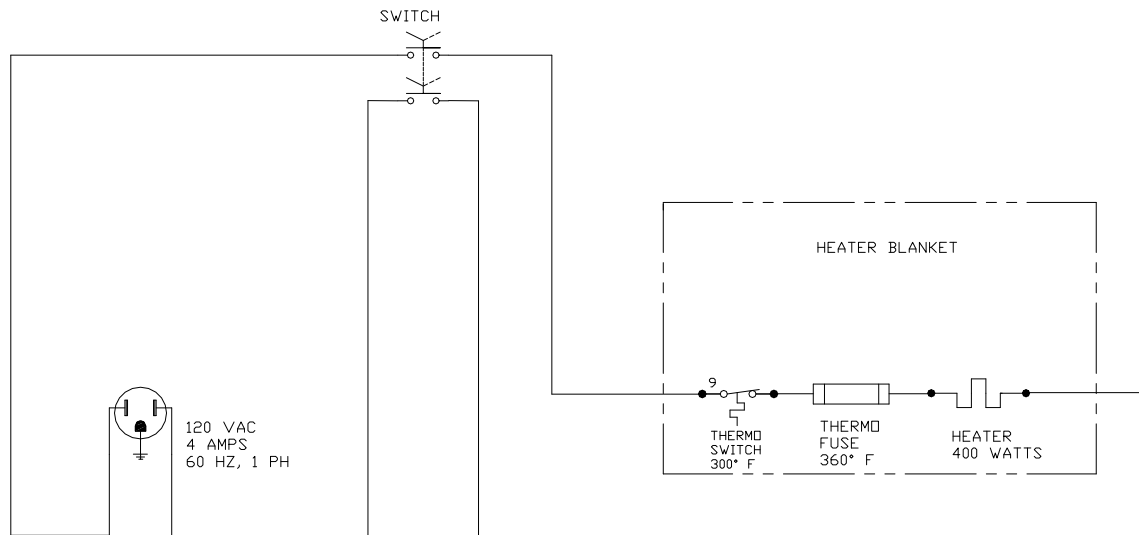 SWITCH
HEATER BLANKET
9
120 VAC
4 AMPS
60 HZ, 1 PH
THERMO
SWITCH
300° F
THERMO
FUSE
360° F
HEATER
400 WATTS